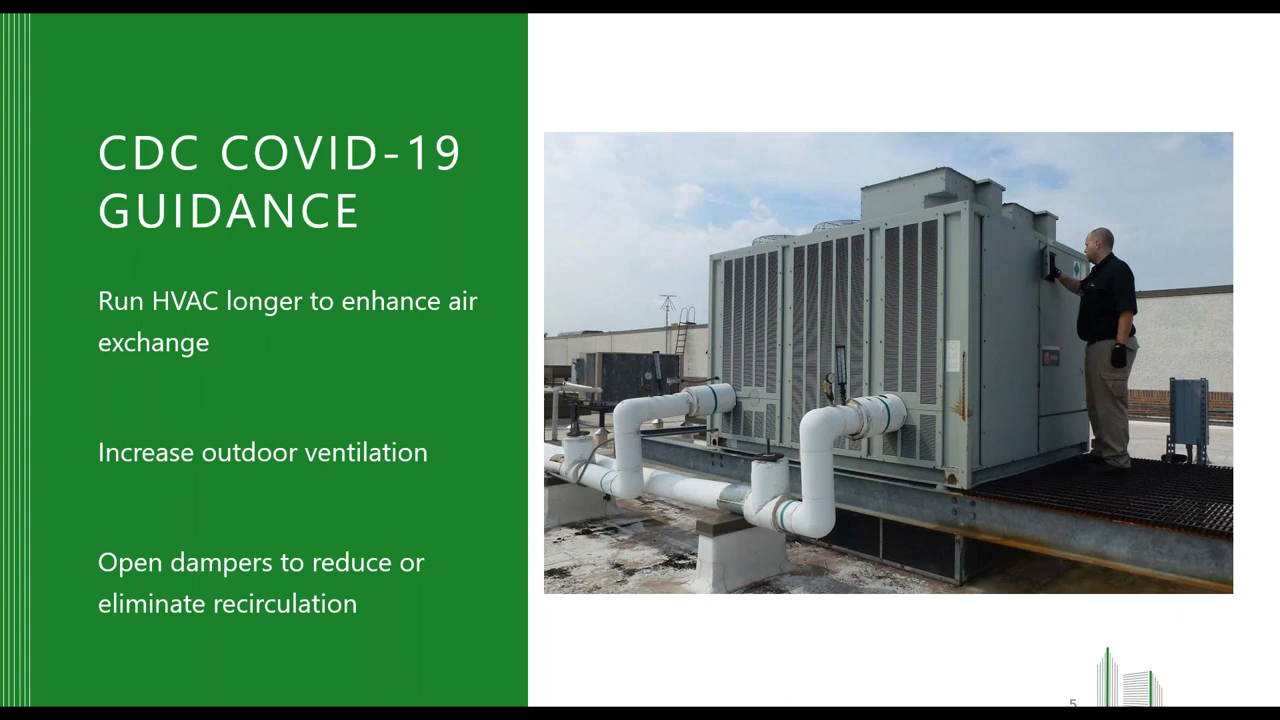 CDC COVID-19
GUIDANCE
Run HVAC longer to enhance air
exchange
Increase outdoor ventilation
Open dampers to reduce or
eliminate recirculation
5